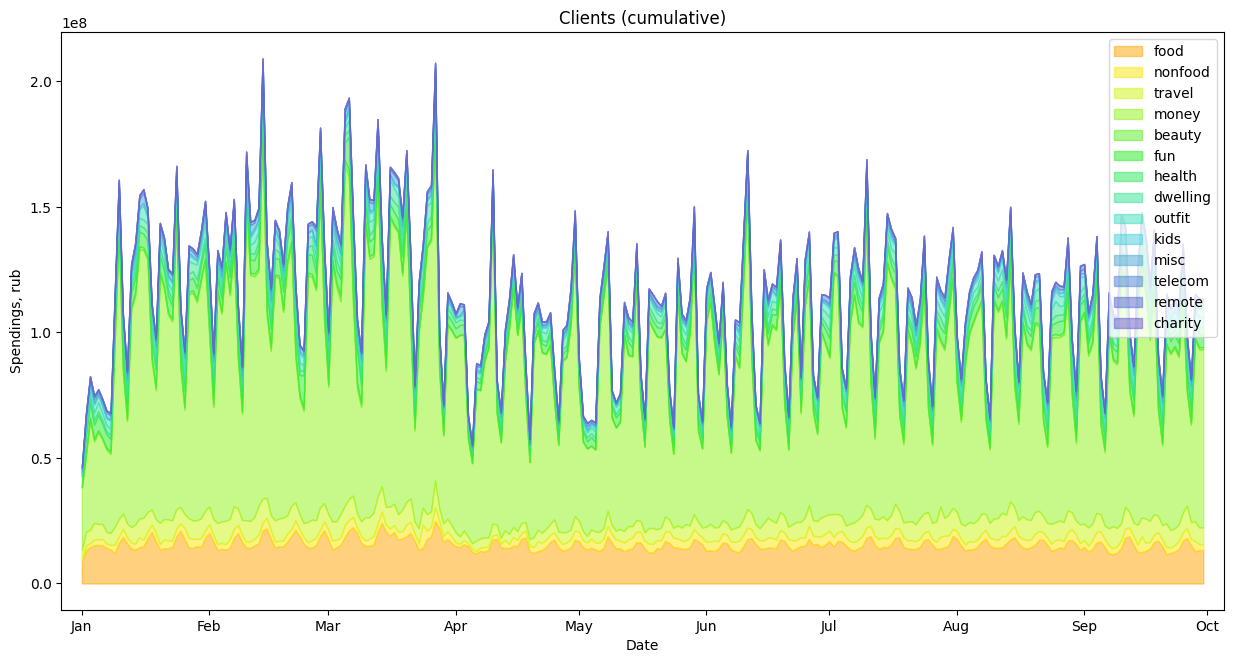 Clients (cumulative)
1e8
2.0
1.5
1.0
0.5
0.0
Spendings, rub
food
nonfood
travel
money
beauty
fun
health
dwelling
outfit
kids
misc
telecom
remote
charity
Jan Feb Mar Apr May Jun Jul Aug Sep Oct
Date